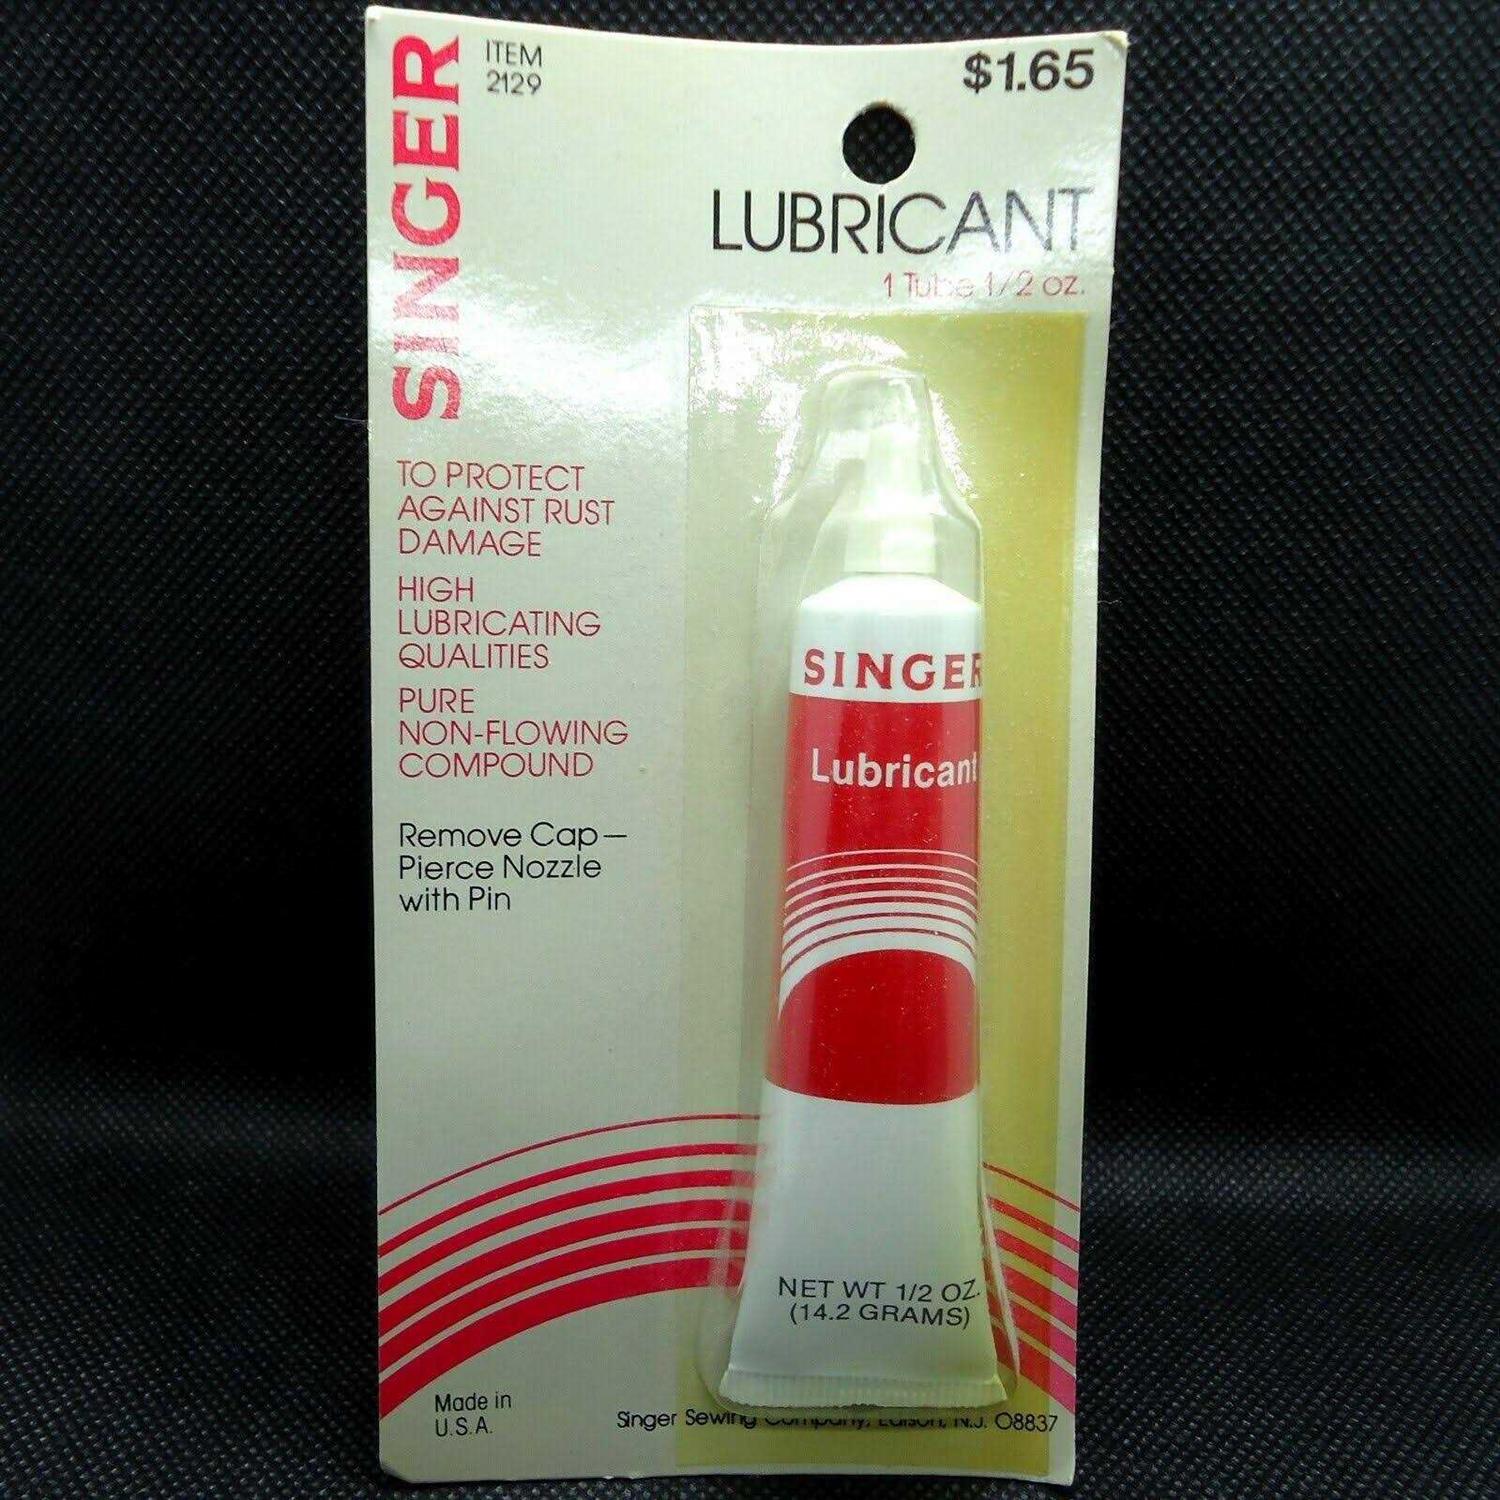 SINGER
ITEM
2129
$1.65
LUBRICANT
1 Tube 1/2 oz.
TO PROTECT
AGAINST RUST
DAMAGE
HIGH
LUBRICATING
QUALITIES
PURE
NON-FLOWING
COMPOUND
Remove Cap—
Pierce Nozzle
with Pin
SINGER
Lubricant
NET WT 1/2 OZ.
(14.2 GRAMS)
Made in
U.S.A.
Singer Sewing Company, Edison, N.J. 08837